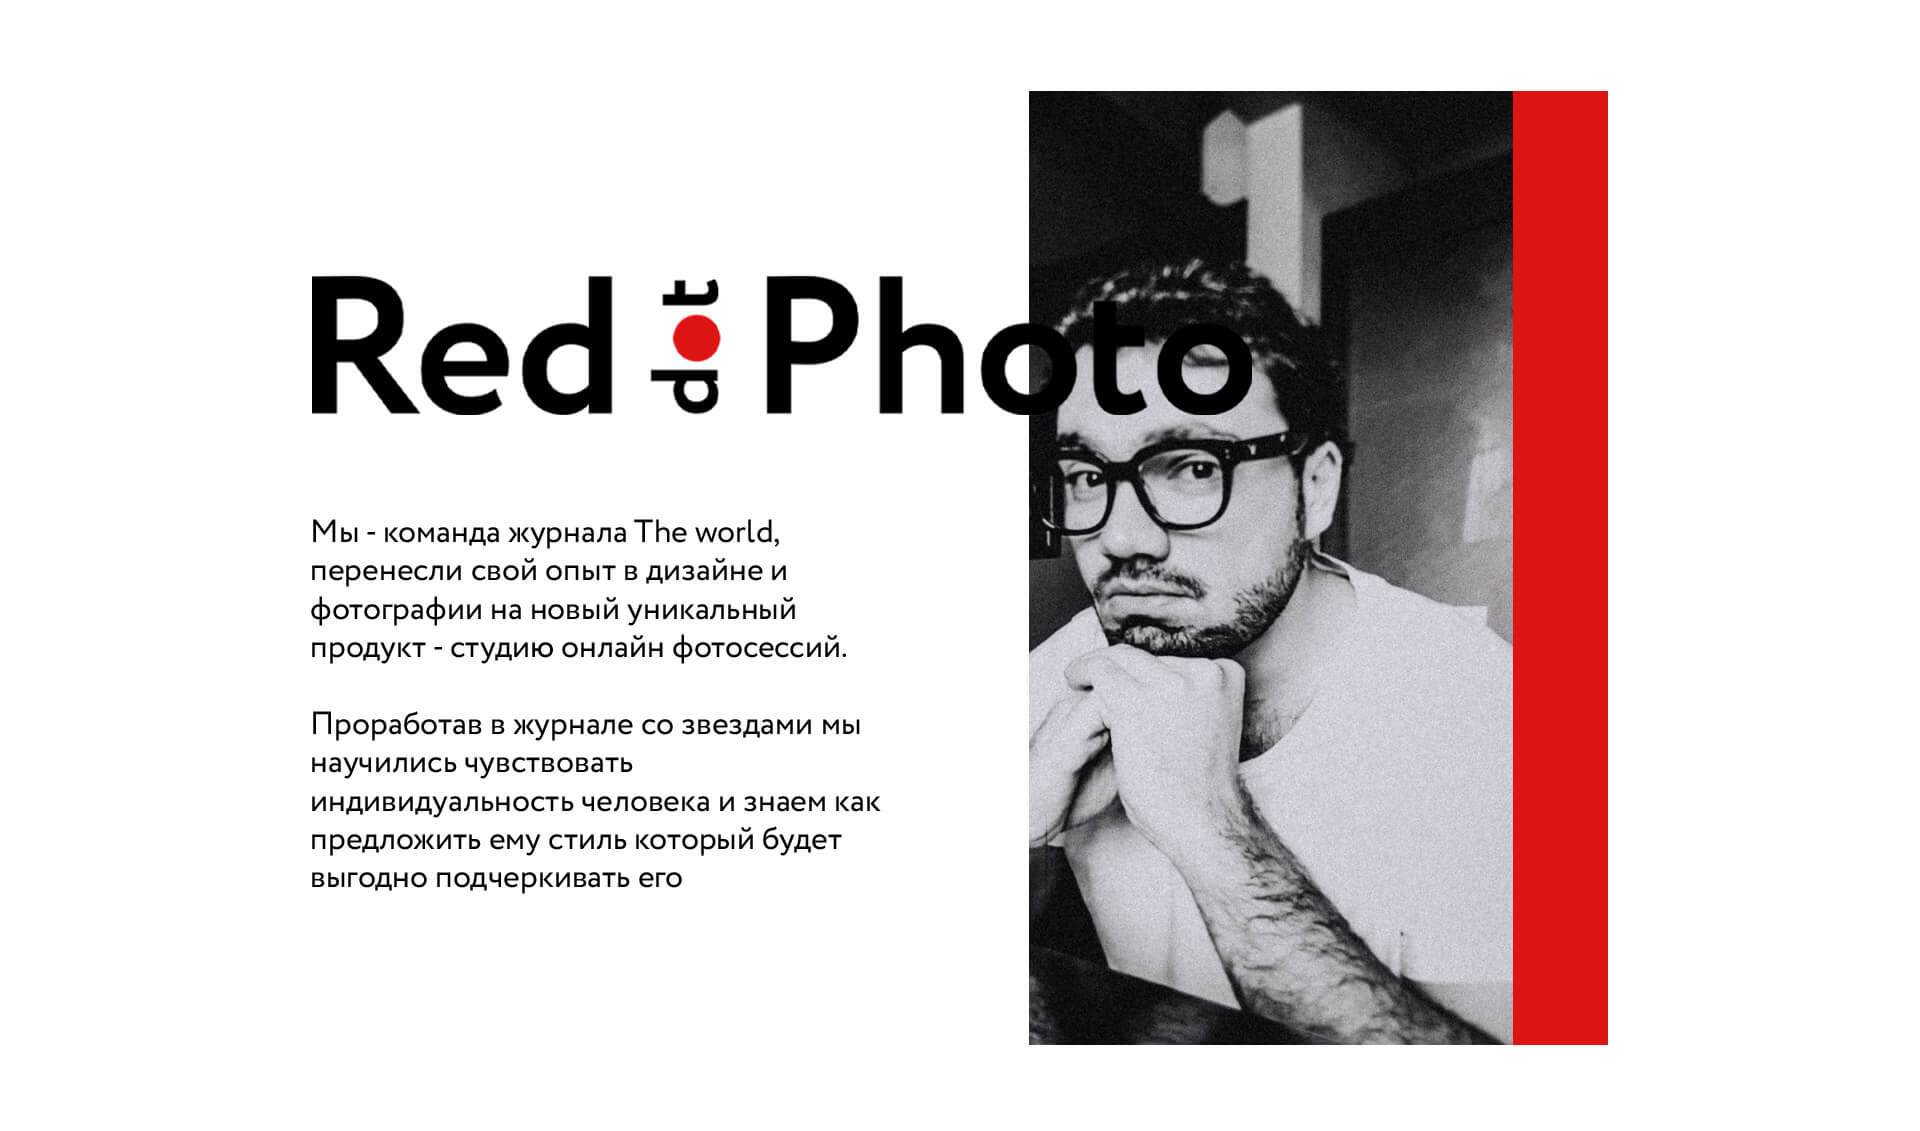 Red dot Photo
Мы - команда журнала The world,
перенесли свой опыт в дизайне и
фотографии на новый уникальный
продукт - студию онлайн фотосессий.
Проработав в журнале со звездами мы
научились чувствовать
индивидуальность человека и знаем как
предложить ему стиль который будет
выгодно подчеркивать его